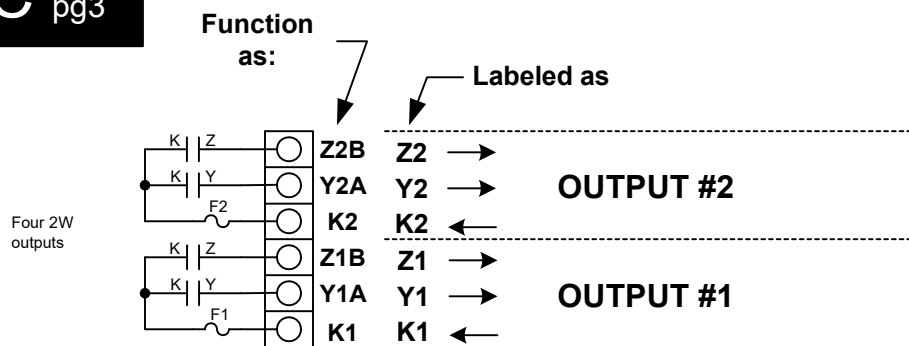 C pg3
Function
as:
Labeled as
K Z Z2B Z2
K Y Y2A Y2 OUTPUT #2
F2 K2 K2
Four 2W
outputs
K Z Z1B Z1
K Y Y1A Y1 OUTPUT #1
F1 K1 K1